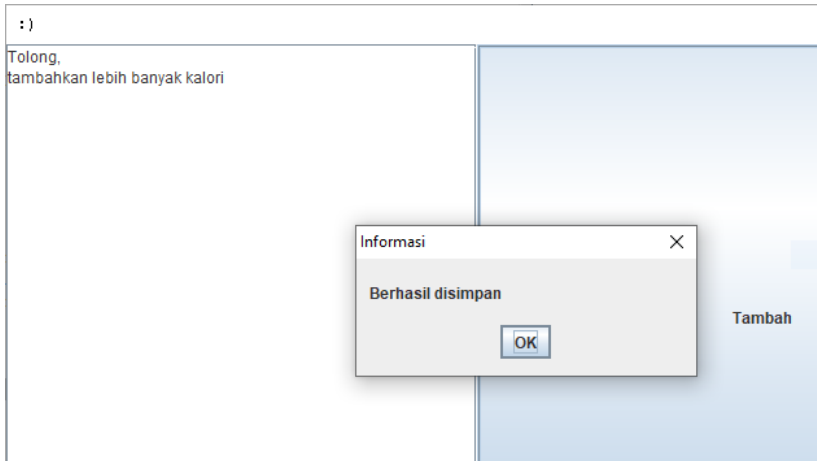 :)
Tolong,
tambahkan lebih banyak kalori
Informasi
Berhasil disimpan
OK
Tambah